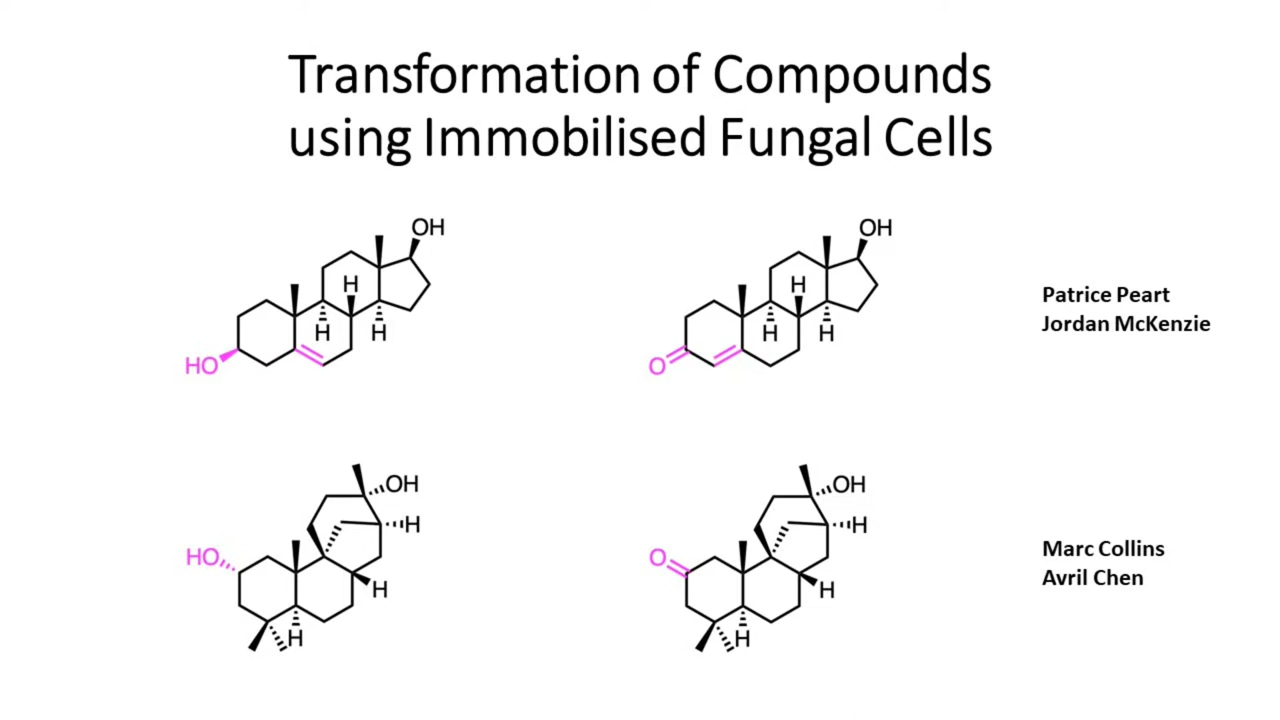 Transformation of Compounds
using Immobilised Fungal Cells
OH
H
H
H
HO
OH
H
H
H
O
Patrice Peart
Jordan McKenzie
OH
H
HO
H
H
OH
H
O
H
H
Marc Collins
Avril Chen